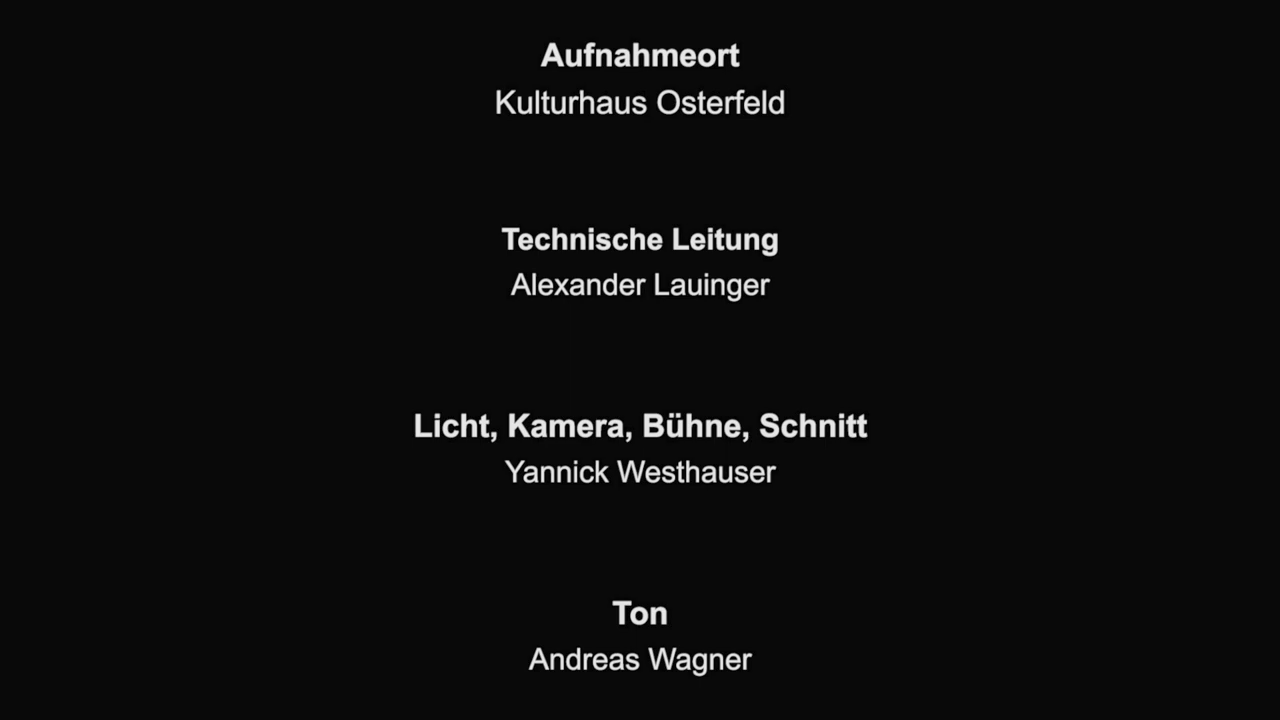 Aufnahmeort
Kulturhaus Osterfeld
Technische Leitung
Alexander Lauinger
Licht, Kamera, Bühne, Schnitt
Yannick Westhauser
Ton
Andreas Wagner